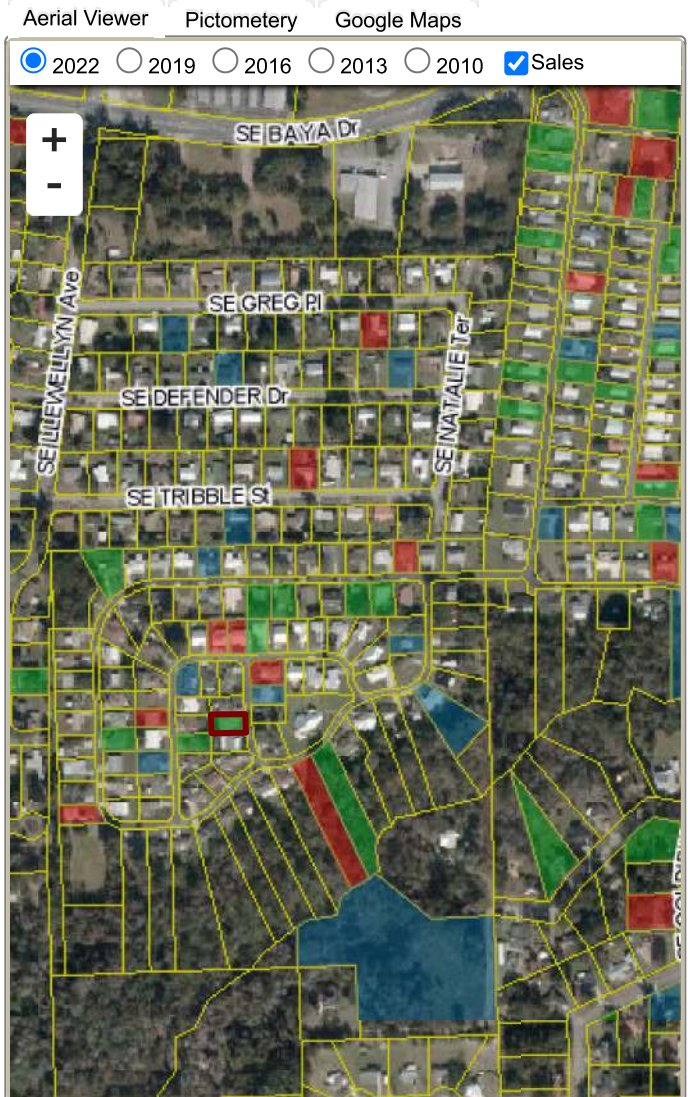 Aerial Viewer Pictometery Google Maps
2022 2019 2016 2013 2010 Sales
+
-
SE BAYA Dr
SE LLEWELLYN Ave
SE GREG Pl
SE NATALIE Ter
SE DEFENDER Dr
SE TRIBBLE St